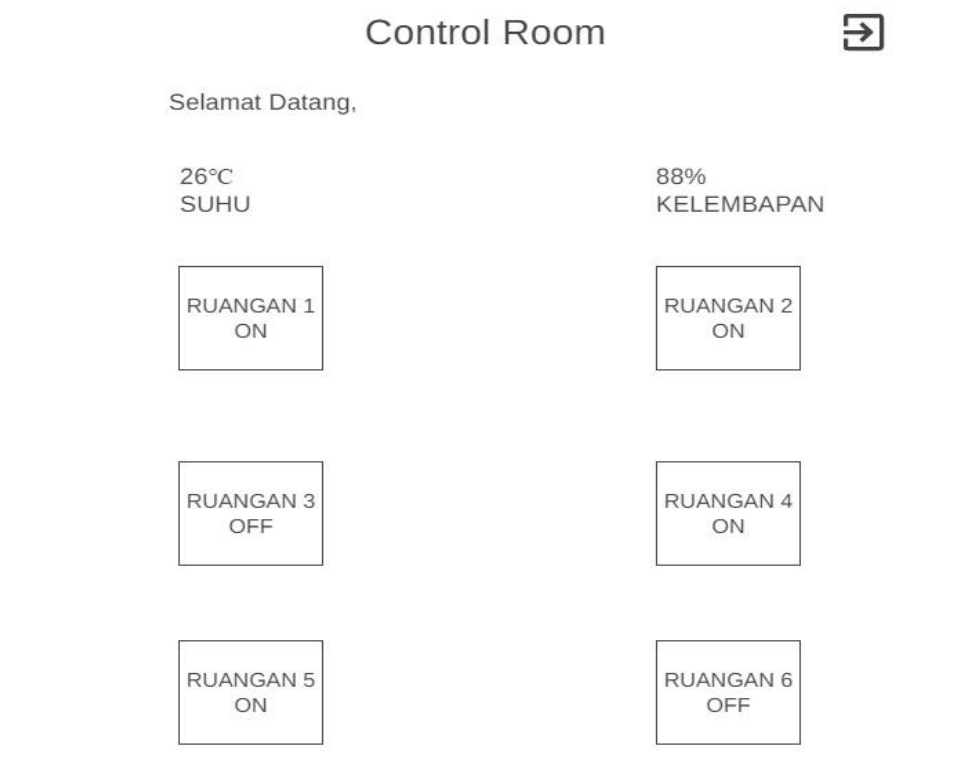 Control Room
Selamat Datang,
26℃
SUHU
88%
KELEMBAPAN
RUANGAN 1
ON
RUANGAN 2
ON
RUANGAN 3
OFF
RUANGAN 4
ON
RUANGAN 5
ON
RUANGAN 6
OFF